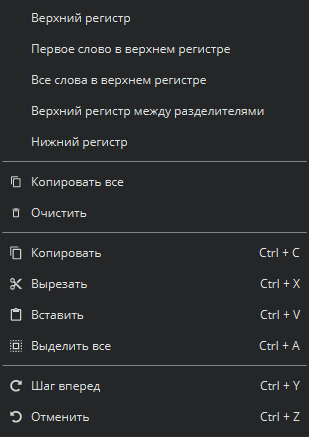 Верхний регистр
Первое слово в верхнем регистре
Все слова в верхнем регистре
Верхний регистр между разделителями
Нижний регистр
Копировать все
Очистить
Копировать Ctrl + C
Вырезать Ctrl + X
Вставить Ctrl + V
Выделить все Ctrl + A
Шаг вперед Ctrl + Y
Отменить Ctrl + Z